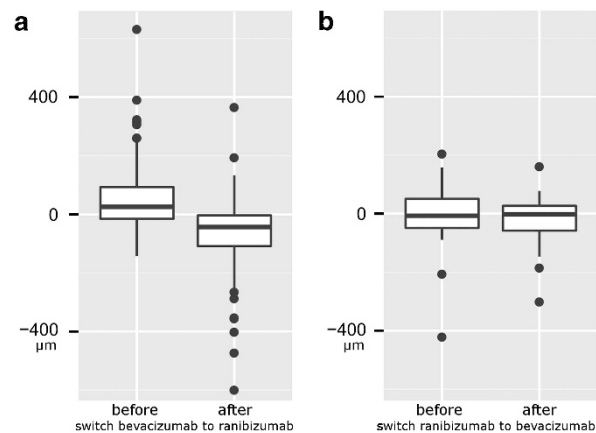 a
400
0
−400
µm
before after
switch bevacizumab to ranibizumab
b
400
0
−400
µm
before after
switch ranibizumab to bevacizumab